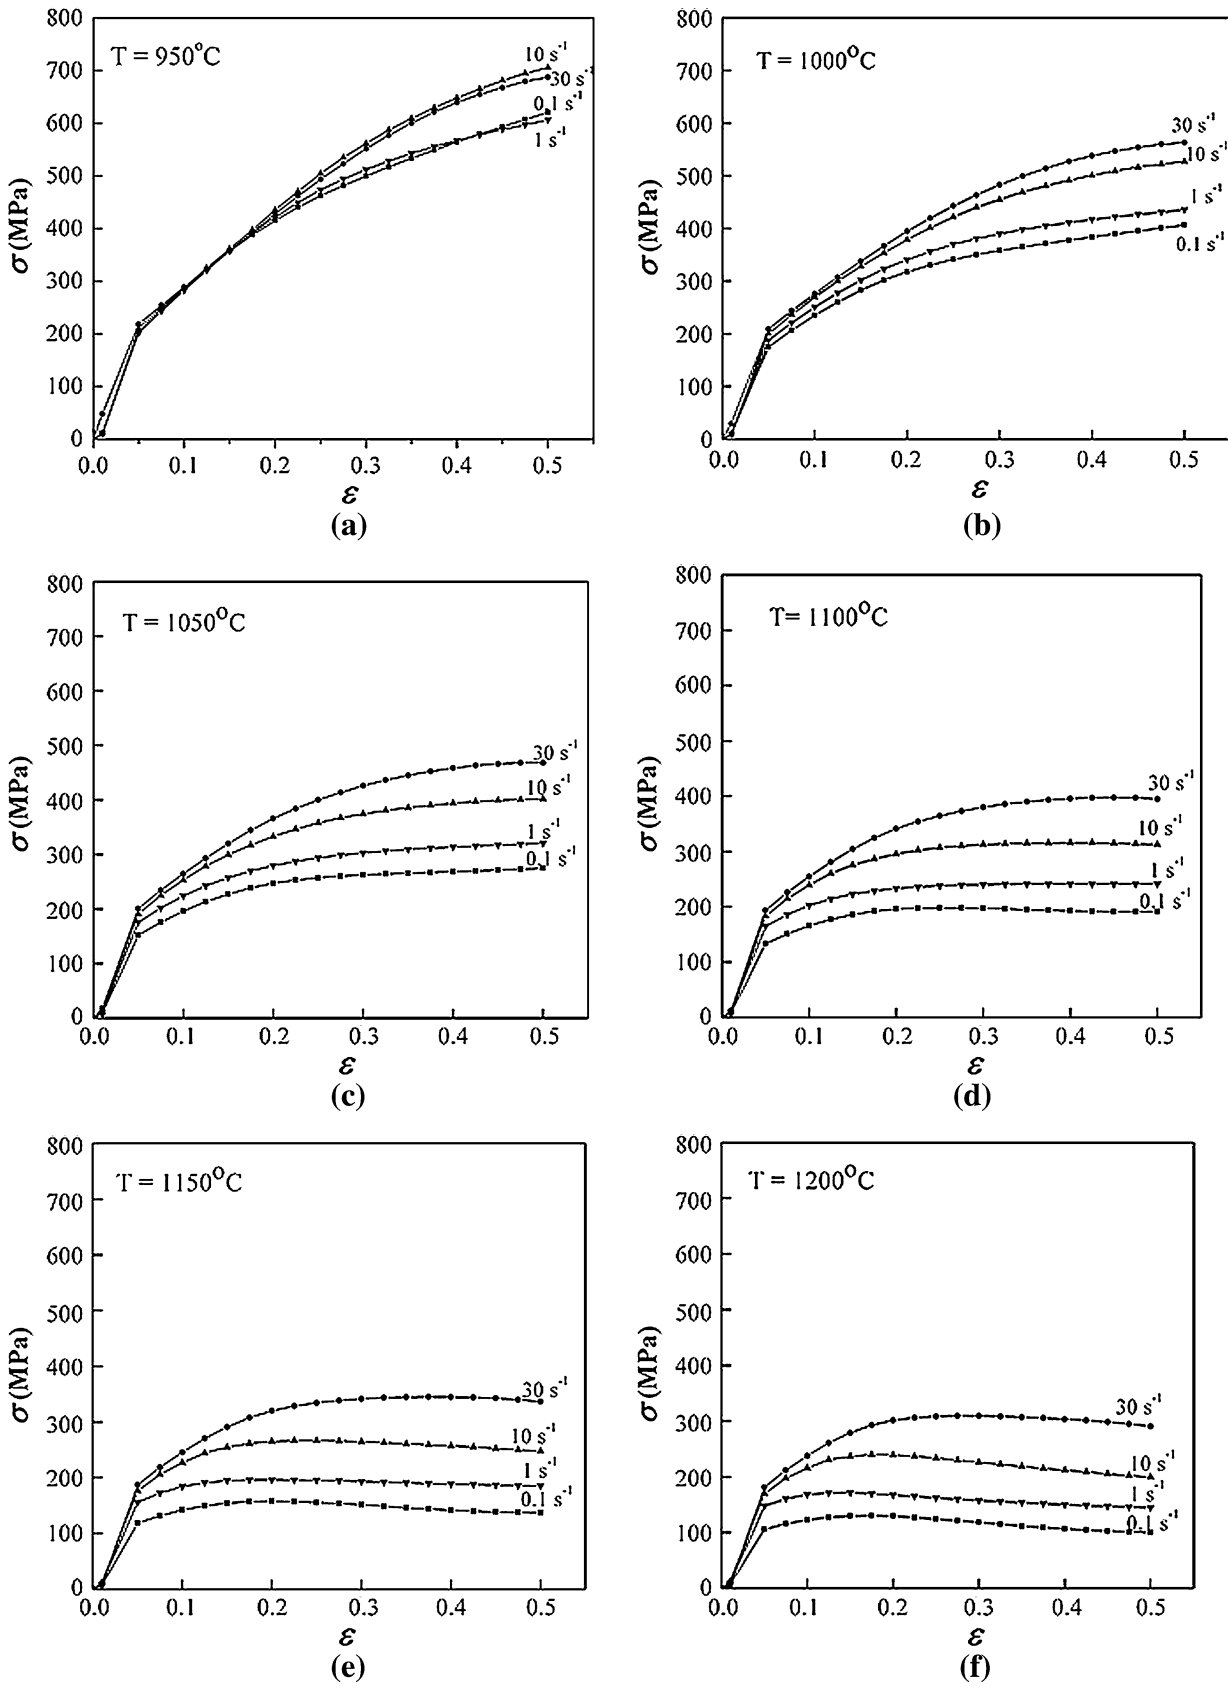 800
700
600
500
400
300
200
100
0
σ (MPa)
T = 950°C
10 s⁻¹
30 s⁻¹
0.1 s⁻¹
1 s⁻¹
0.0 0.1 0.2 0.3 0.4 0.5
ε
(a)
800
700
600
500
400
300
200
100
0
σ (MPa)
T = 1000°C
30 s⁻¹
10 s⁻¹
1 s⁻¹
0.1 s⁻¹
0.0 0.1 0.2 0.3 0.4 0.5
ε
(b)
800
700
600
500
400
300
200
100
0
σ (MPa)
T = 1050°C
30 s⁻¹
10 s⁻¹
1 s⁻¹
0.1 s⁻¹
0.0 0.1 0.2 0.3 0.4 0.5
ε
(c)
800
700
600
500
400
300
200
100
0
σ (MPa)
T= 1100°C
30 s⁻¹
10 s⁻¹
1 s⁻¹
0.1 s⁻¹
0.0 0.1 0.2 0.3 0.4 0.5
ε
(d)
800
700
600
500
400
300
200
100
0
σ (MPa)
T = 1150°C
30 s⁻¹
10 s⁻¹
1 s⁻¹
0.1 s⁻¹
0.0 0.1 0.2 0.3 0.4 0.5
ε
(e)
800
700
600
500
400
300
200
100
0
σ (MPa)
T = 1200°C
30 s⁻¹
10 s⁻¹
1 s⁻¹
0.1 s⁻¹
0.0 0.1 0.2 0.3 0.4 0.5
ε
(f)